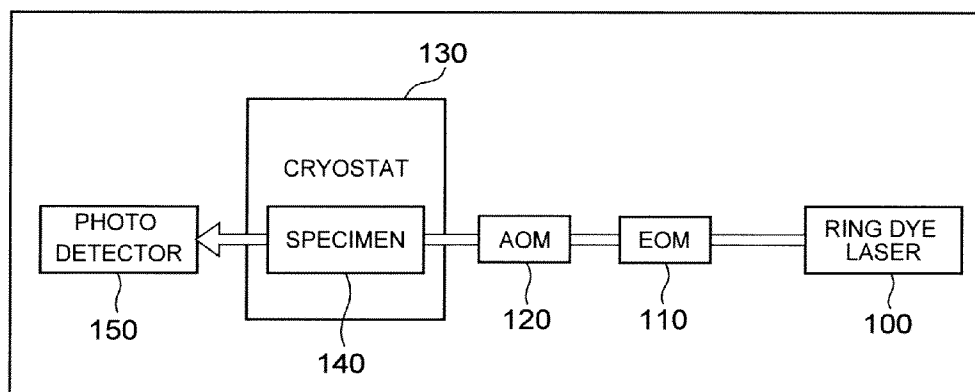 130
CRYOSTAT
PHOTO
DETECTOR
SPECIMEN
AOM
EOM
RING DYE
LASER
150
140
120
110
100